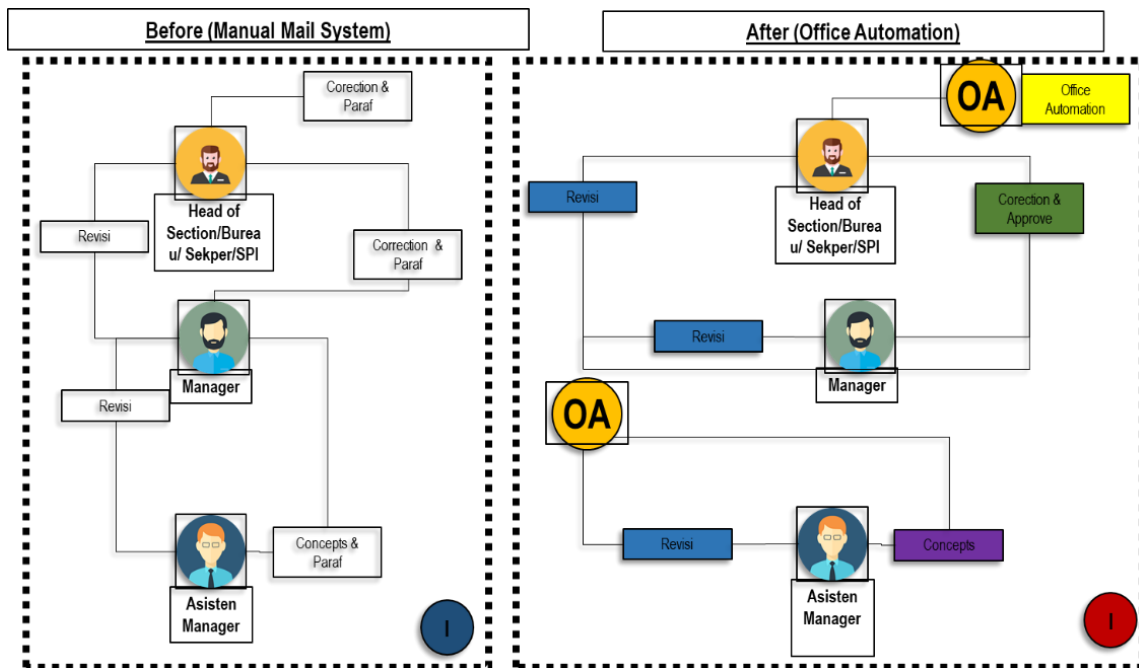 Before (Manual Mail System)
Corection &
Paraf
Head of
Section/Burea
u/ Sekper/SPI
Revisi
Correction &
Paraf
Manager
Revisi
Concepts &
Paraf
Asisten
Manager
I
After (Office Automation)
OA
Office
Automation
Revisi
Head of
Section/Burea
u/ Sekper/SPI
Corection &
Approve
Revisi
Manager
OA
Revisi
Concepts
Asisten
Manager
I